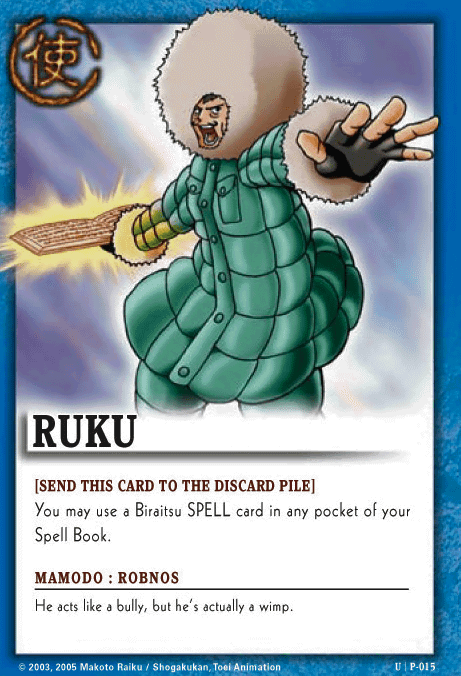 使
RUKU
[SEND THIS CARD TO THE DISCARD PILE]
You may use a Biraitsu SPELL card in any pocket of your
Spell Book.
MAMODO : ROBNOS
He acts like a bully, but he's actually a wimp.
© 2003, 2005 Makoto Raiku / Shogakukan, Toei Animation
U | P-015